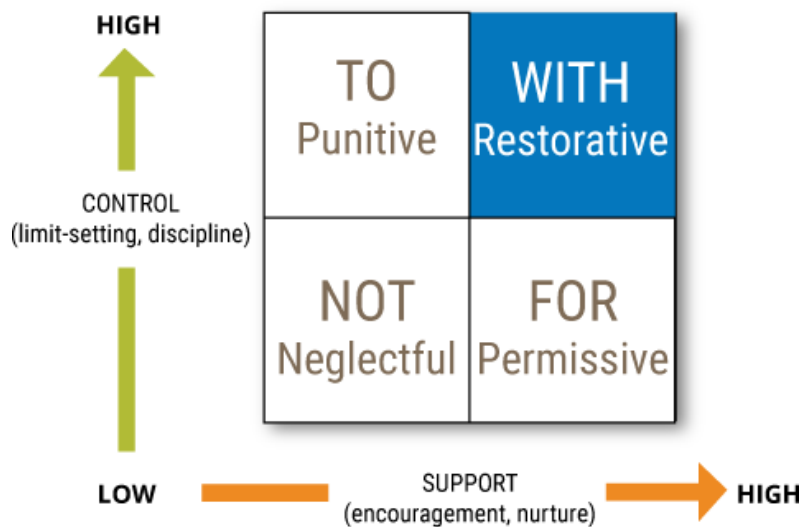 HIGH
TO
Punitive
WITH
Restorative
CONTROL
(limit-setting, discipline)
NOT
Neglectful
FOR
Permissive
LOW
SUPPORT
(encouragement, nurture)
HIGH